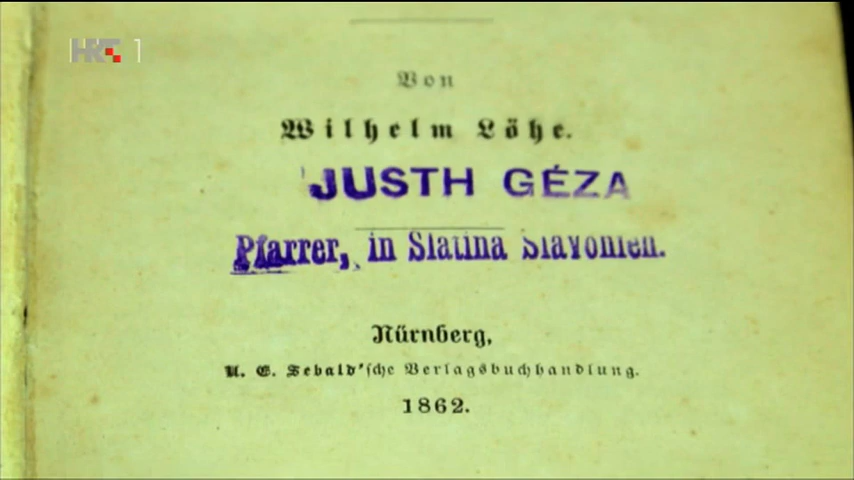 HRT 1
Von
Wilhelm Löhe.
JUSTH GÉZA
Pfarrer, in Slatina Slavonien.
Nürnberg,
U. E. Sebald'sche Verlagsbuchhandlung.
1862.